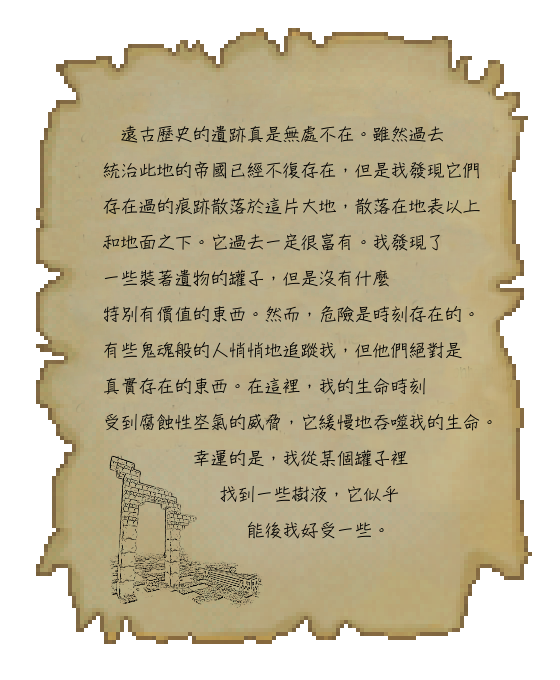 遠古歷史的遺跡真是無處不在。雖然過去
統治此地的帝國已經不復存在，但是我發現它們
存在過的痕跡散落於這片大地，散落在地表以上
和地面之下。它過去一定很富有。我發現了
一些裝著遺物的罐子，但是沒有什麼
特別有價值的東西。然而，危險是時刻存在的。
有些鬼魂般的人悄悄地追蹤我，但他們絕對是
真實存在的東西。在這裡，我的生命時刻
受到腐蝕性空氣的威脅，它緩慢地吞噬我的生命。
幸運的是，我從某個罐子裡
找到一些樹液，它似乎
能後我好受一些。